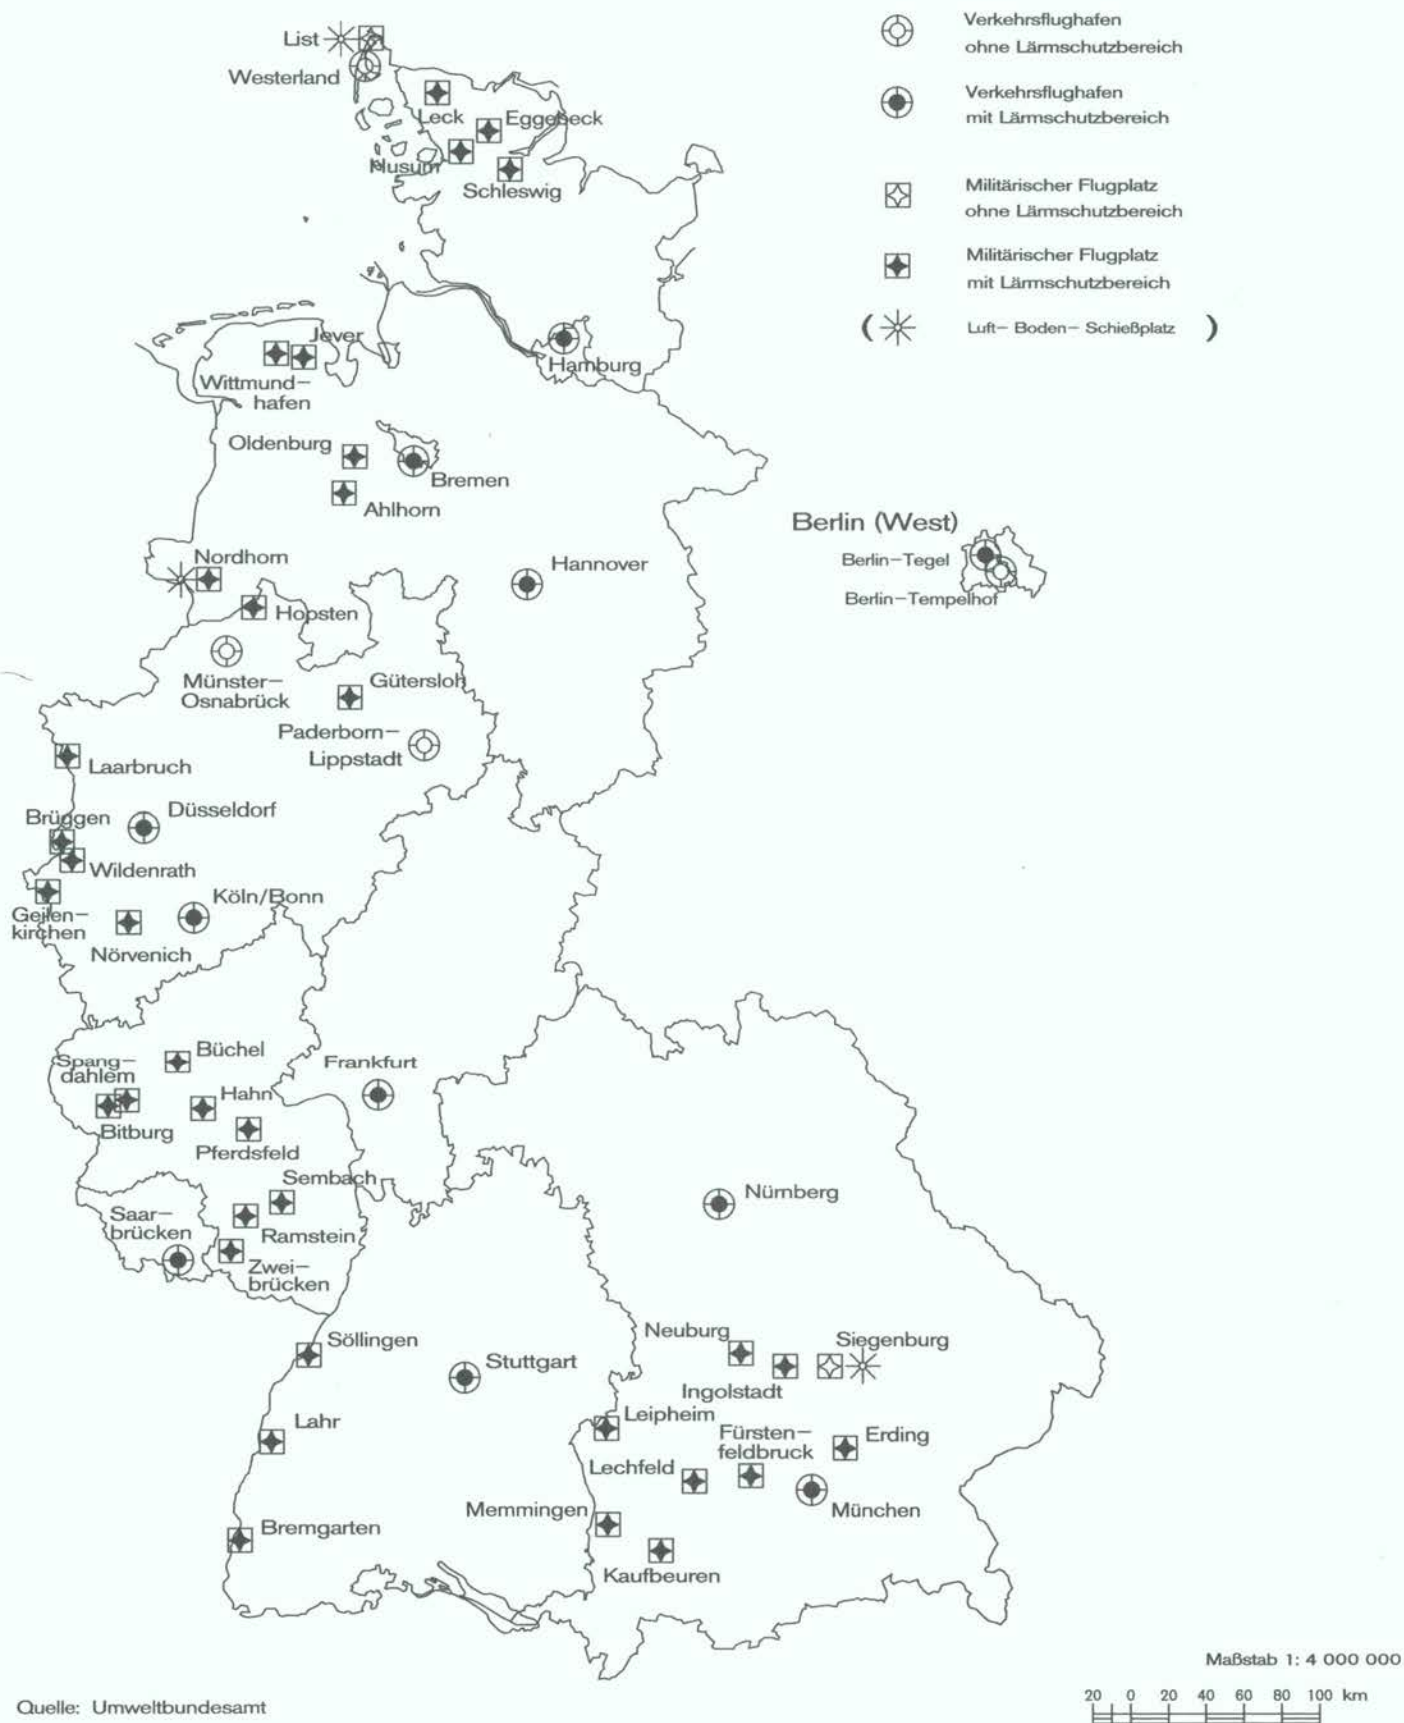 Verkehrsflughafen
ohne Lärmschutzbereich
Verkehrsflughafen
mit Lärmschutzbereich
Militärischer Flugplatz
ohne Lärmschutzbereich
Militärischer Flugplatz
mit Lärmschutzbereich
( Luft-Boden-Schießplatz )
List
Westerland
Leck
Eggebeck
Husum
Schleswig
Jever
Wittmund-
hafen
Hamburg
Oldenburg
Bremen
Ahlhorn
Berlin (West)
Berlin-Tegel
Berlin-Tempelhof
Nordhorn
Hannover
Hopsten
Münster-
Osnabrück
Gütersloh
Paderborn-
Lippstadt
Laarbruch
Brüggen
Düsseldorf
Wildenrath
Köln/Bonn
Geilen-
kirchen
Nörvenich
Büchel
Spang-
dahlem
Frankfurt
Hahn
Bitburg
Pferdsfeld
Sembach
Nürnberg
Saar-
brücken
Ramstein
Zwei-
brücken
Söllingen
Stuttgart
Neuburg
Siegenburg
Ingolstadt
Lahr
Leipheim
Fürsten-
feldbruck
Erding
Lechfeld
München
Memmingen
Bremgarten
Kaufbeuren
Maßstab 1: 4 000 000
20 0 20 40 60 80 100 km
Quelle: Umweltbundesamt